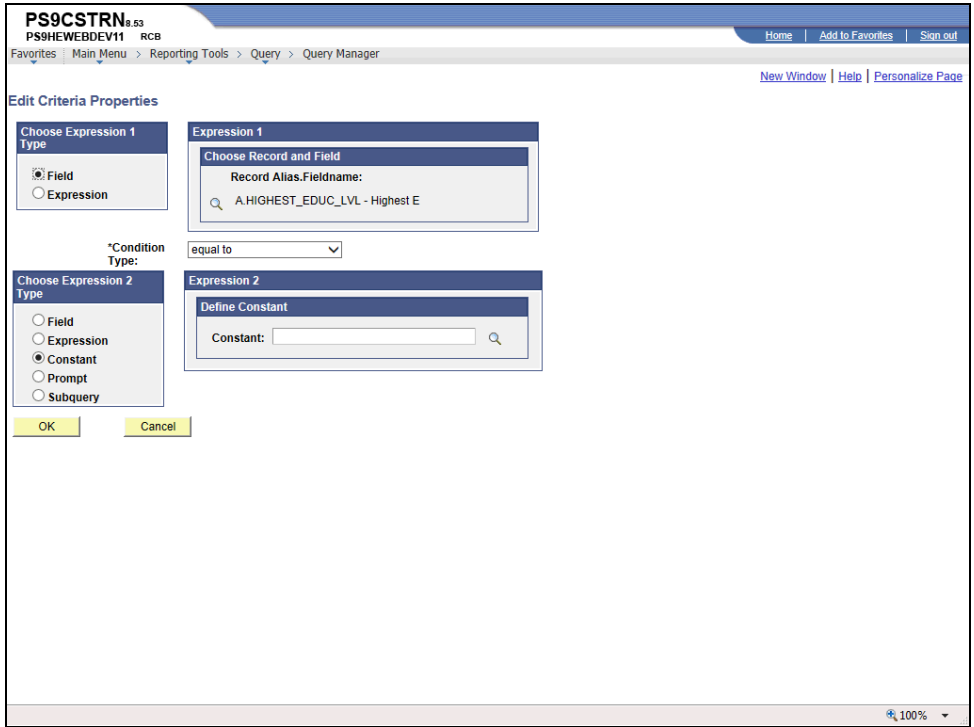 PS9CSTRN8.53
PS9HEWEBDEV11 RCB
Home | Add to Favorites | Sign out
Favorites Main Menu > Reporting Tools > Query > Query Manager
New Window | Help | Personalize Page
Edit Criteria Properties
Choose Expression 1
Type
Field
Expression
Expression 1
Choose Record and Field
Record Alias.Fieldname:
A.HIGHEST_EDUC_LVL - Highest E
*Condition
Type:
equal to
Choose Expression 2
Type
Field
Expression
Constant
Prompt
Subquery
Expression 2
Define Constant
Constant:
OK Cancel
100%